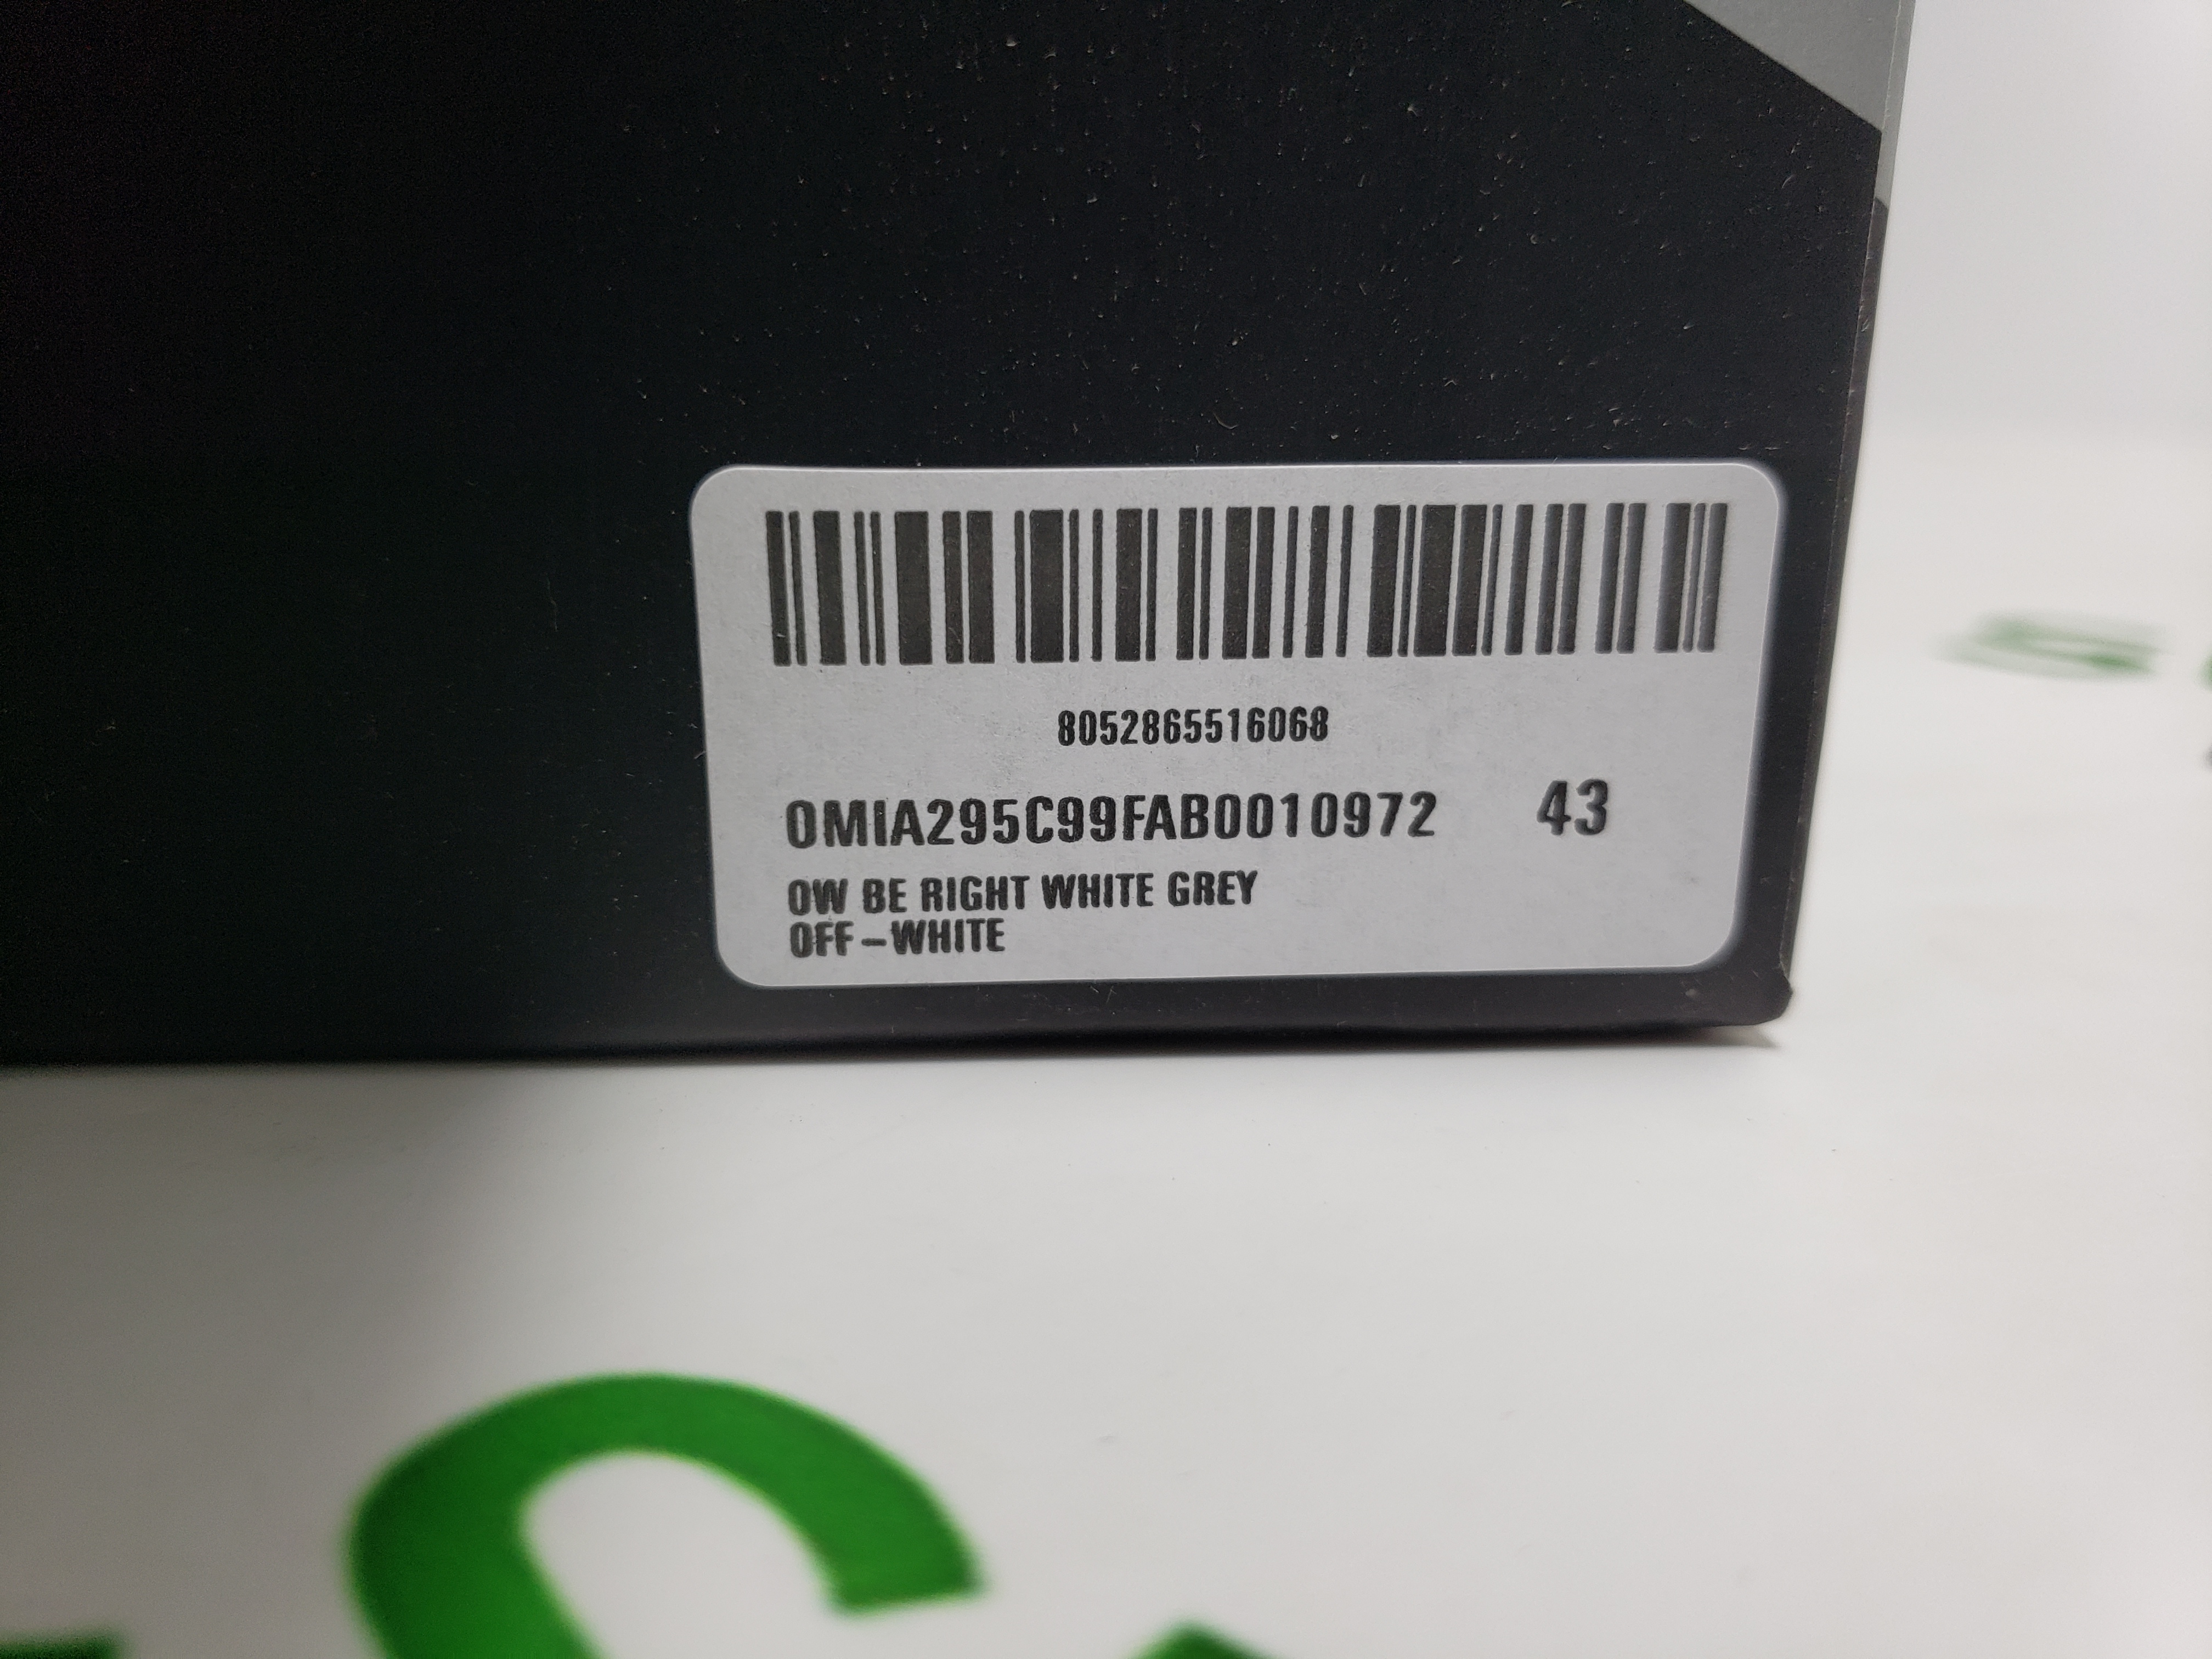 8052865516068
OMIA295C99FAB0010972 43
OW BE RIGHT WHITE GREY
OFF-WHITE